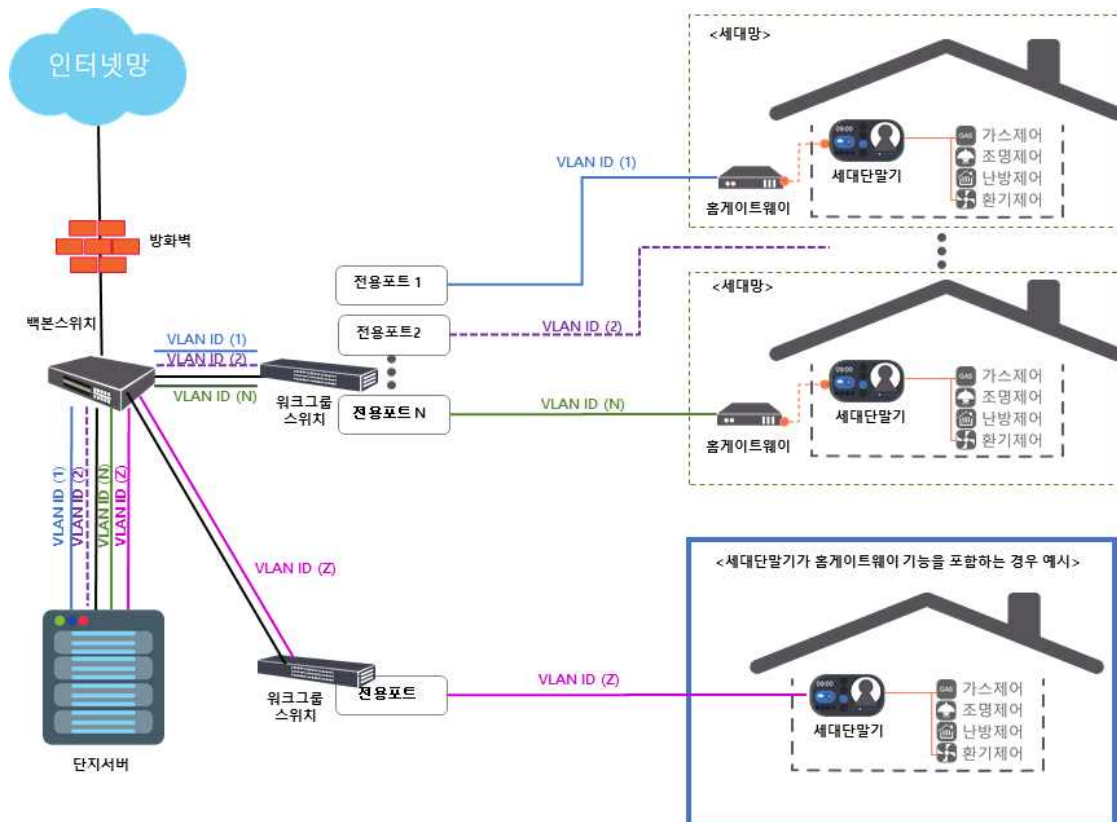 인터넷망
방화벽
백본스위치
VLAN ID (1)
VLAN ID (2)
VLAN ID (N)
워크그룹
스위치
전용포트 1
전용포트2
전용포트 N
VLAN ID (1)
VLAN ID (2)
VLAN ID (N)
<세대망>
홈게이트웨이
09:00
세대단말기
GAS
가스제어
조명제어
난방제어
환기제어
<세대망>
홈게이트웨이
09:00
세대단말기
GAS
가스제어
조명제어
난방제어
환기제어
VLAN ID (1)
VLAN ID (2)
VLAN ID (N)
VLAN ID (Z)
단지서버
VLAN ID (Z)
워크그룹
스위치
전용포트
VLAN ID (Z)
<세대단말기가 홈게이트웨이 기능을 포함하는 경우 예시>
09:00
세대단말기
GAS
가스제어
조명제어
난방제어
환기제어